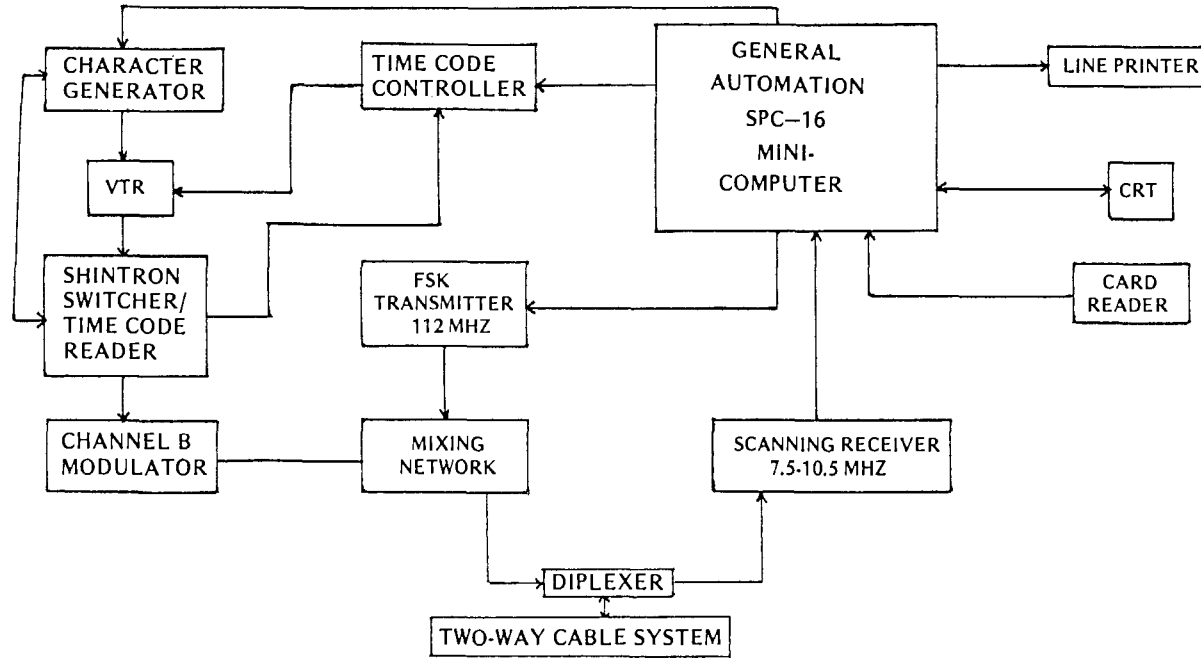 CHARACTER
GENERATOR
TIME CODE
CONTROLLER
GENERAL
AUTOMATION
SPC-16
MINI-
COMPUTER
LINE PRINTER
VTR
CRT
SHINTRON
SWITCHER/
TIME CODE
READER
FSK
TRANSMITTER
112 MHZ
CARD
READER
CHANNEL B
MODULATOR
MIXING
NETWORK
SCANNING RECEIVER
7.5-10.5 MHZ
DIPLEXER
TWO-WAY CABLE SYSTEM